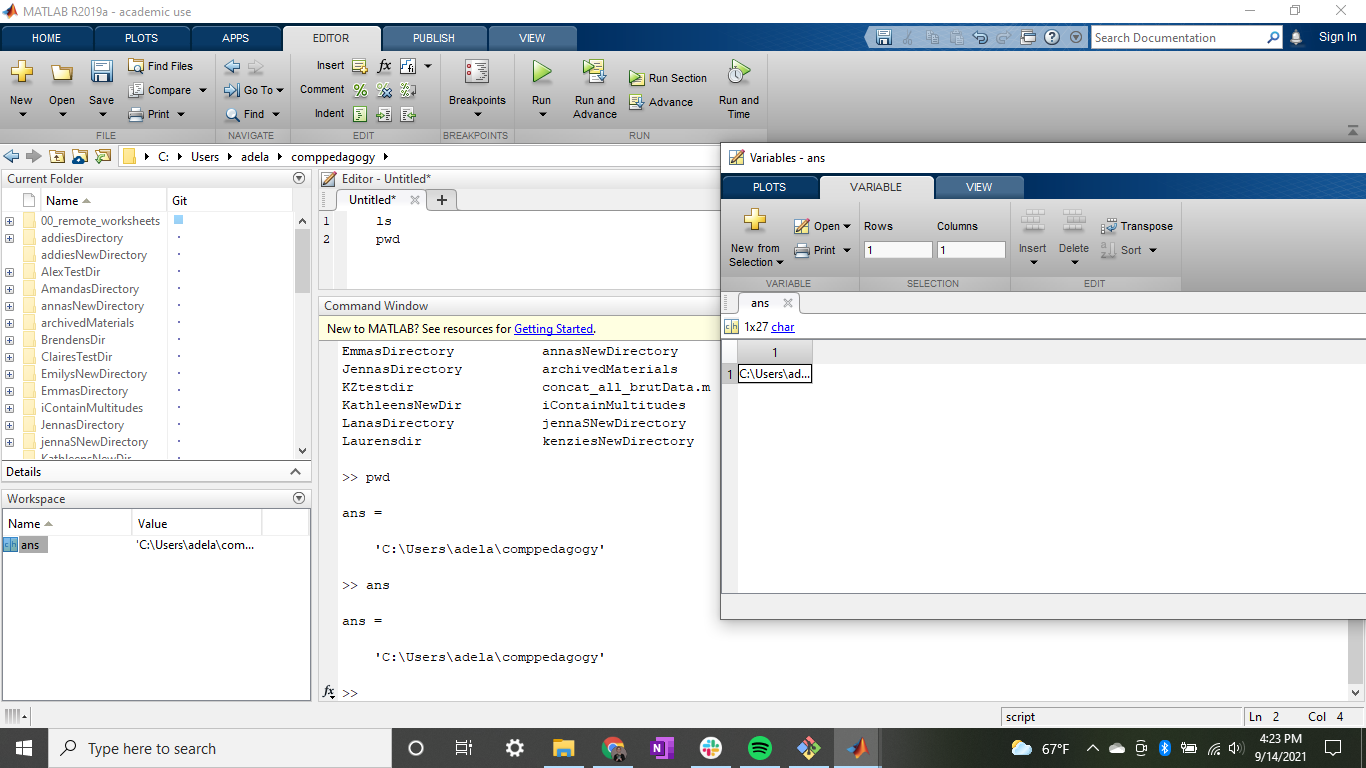 MATLAB R2019a - academic use
HOME PLOTS APPS EDITOR PUBLISH VIEW
Search Documentation
Sign In
New
Open
Save
Find Files
Compare
Print
FILE
Go To
Find
NAVIGATE
Insert fx
Comment % %
Indent
EDIT
Breakpoints
BREAKPOINTS
Run
Run and
Advance
Run Section
Advance
Run and
Time
RUN
C: Users adela comppedagogy
Current Folder
Name Git
00_remote_worksheets
addiesDirectory
addiesNewDirectory
AlexTestDir
AmandasDirectory
annasNewDirectory
archivedMaterials
BrendensDir
ClairesTestDir
EmilysNewDirectory
EmmasDirectory
iContainMultitudes
JennasDirectory
jennaSNewDirectory
KathleensNewDir
Details
Workspace
Name Value
ans 'C:\Users\adela\com...
Editor - Untitled*
Untitled*
1 ls
2 pwd
Command Window
New to MATLAB? See resources for Getting Started.
EmmasDirectory annasNewDirectory
JennasDirectory archivedMaterials
KZtestdir concat_all_brutData.m
KathleensNewDir iContainMultitudes
LanasDirectory jennaSNewDirectory
Laurensdir kenziesNewDirectory
>> pwd
ans =
'C:\Users\adela\comppedagogy'
>> ans
ans =
'C:\Users\adela\comppedagogy'
fx >>
Variables - ans
PLOTS VARIABLE VIEW
New from
Selection
Open
Print
VARIABLE
Rows Columns
1 1
SELECTION
Insert
Delete
Transpose
Sort
EDIT
ans
1x27 char
1
1 C:\Users\ad...
script
Ln 2 Col 4
Type here to search
67°F
4:23 PM
9/14/2021